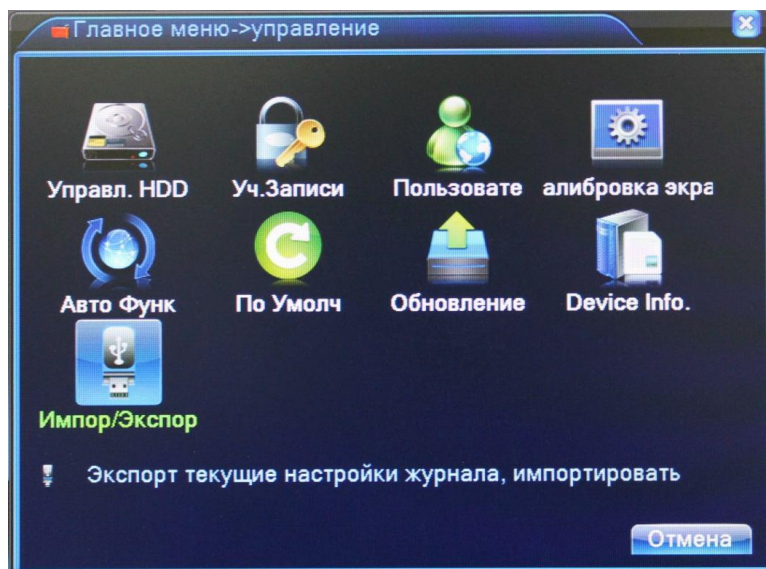 Главное меню->управление
Управл. HDD Уч.Записи Пользовате алибровка экра
Авто Функ По Умолч Обновление Device Info.
Импор/Экспор
Экспорт текущие настройки журнала, импортировать
Отмена